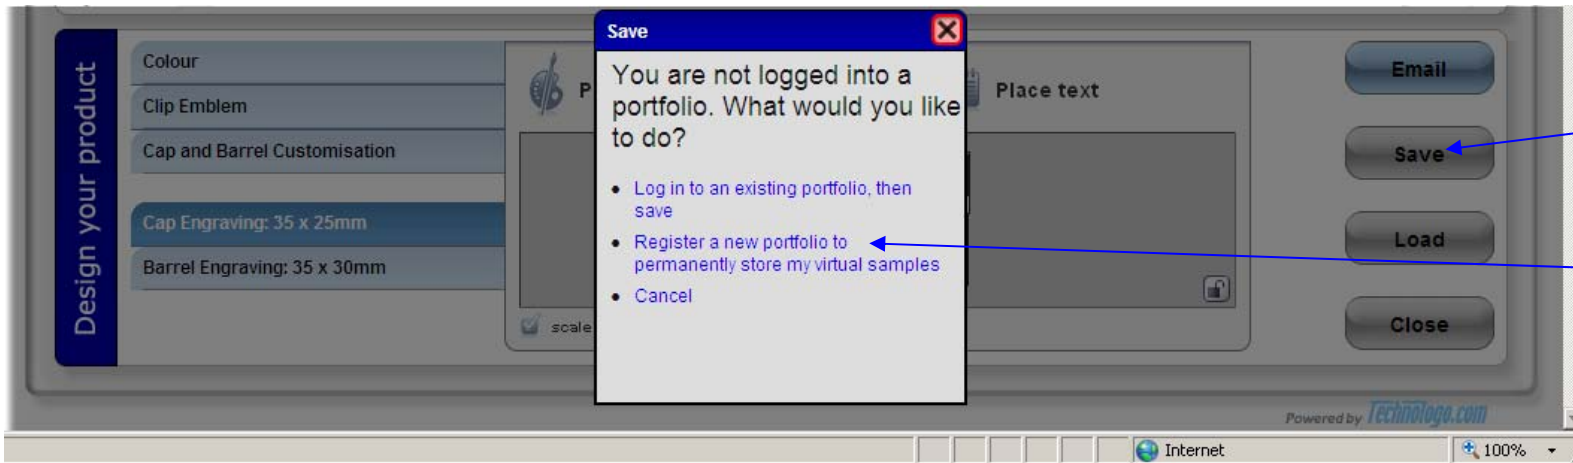 Design your product
Colour
Clip Emblem
Cap and Barrel Customisation
Cap Engraving: 35 x 25mm
Barrel Engraving: 35 x 30mm
P
Place text
scale
Save
You are not logged into a
portfolio. What would you like
to do?
Log in to an existing portfolio, then
save
Register a new portfolio to
permanently store my virtual samples
Cancel
Email
Save
Load
Close
Powered by Technologo.com
Internet
100%